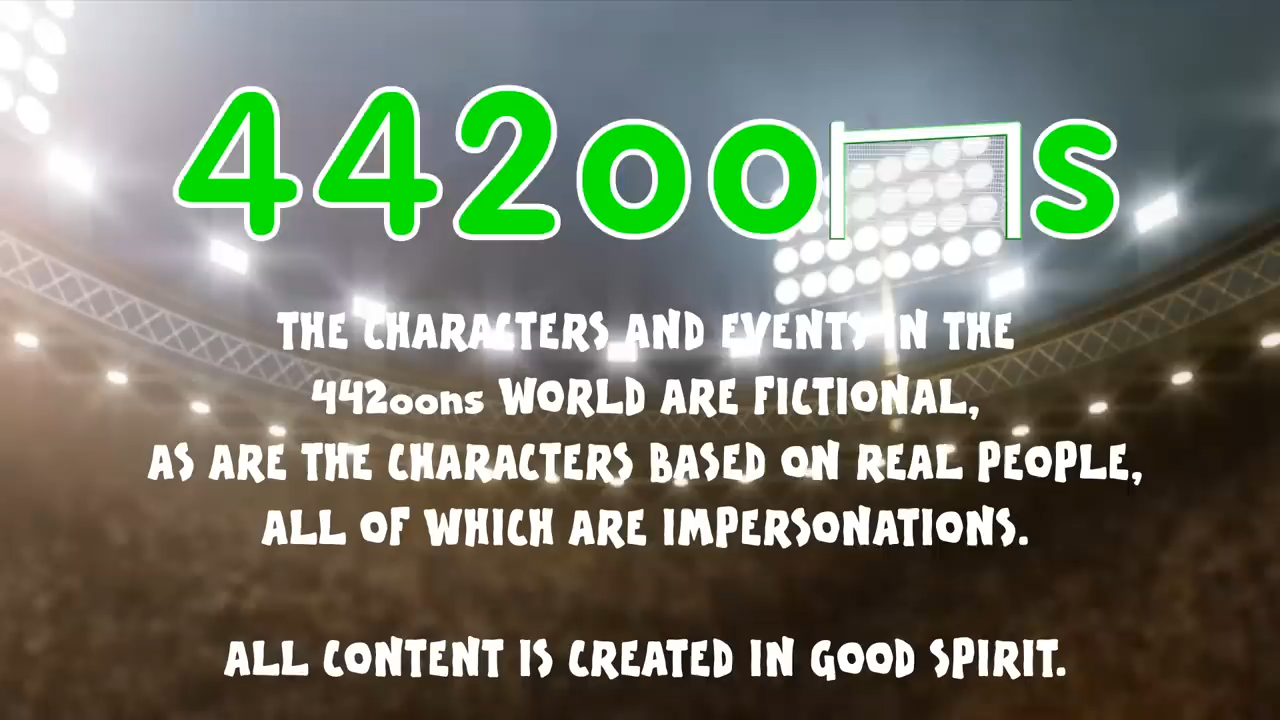 442oons
THE CHARACTERS AND EVENTS IN THE
442oons WORLD ARE FICTIONAL,
AS ARE THE CHARACTERS BASED ON REAL PEOPLE,
ALL OF WHICH ARE IMPERSONATIONS.
ALL CONTENT IS CREATED IN GOOD SPIRIT.